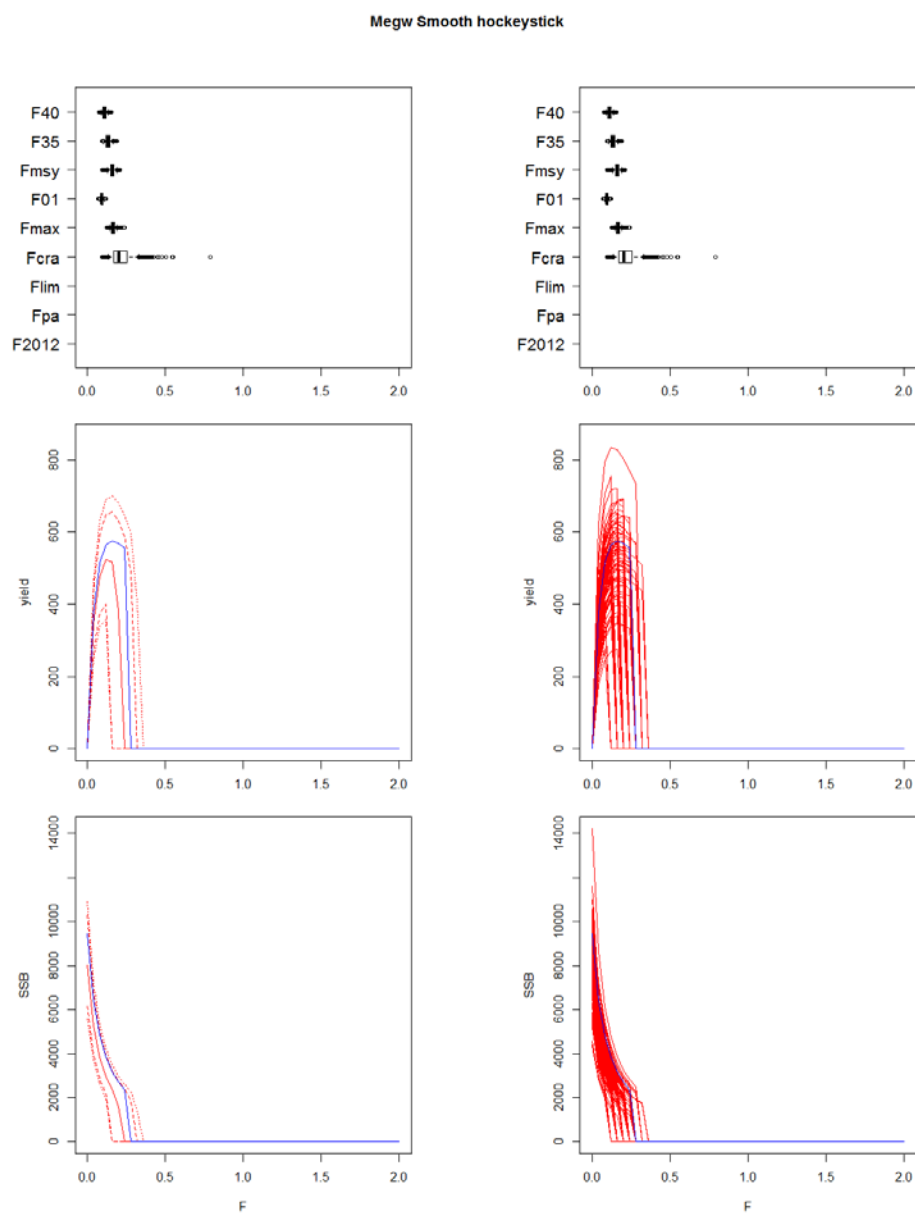 Megw Smooth hockeystick
F40
F35
Fmsy
F01
Fmax
Fcra
Flim
Fpa
F2012
0.0 0.5 1.0 1.5 2.0
F40
F35
Fmsy
F01
Fmax
Fcra
Flim
Fpa
F2012
0.0 0.5 1.0 1.5 2.0
yield
0 200 400 600 800
0.0 0.5 1.0 1.5 2.0
yield
0 200 400 600 800
0.0 0.5 1.0 1.5 2.0
SSB
0 2000 4000 6000 8000 10000 14000
0.0 0.5 1.0 1.5 2.0
F
SSB
0 2000 4000 6000 8000 10000 14000
0.0 0.5 1.0 1.5 2.0
F